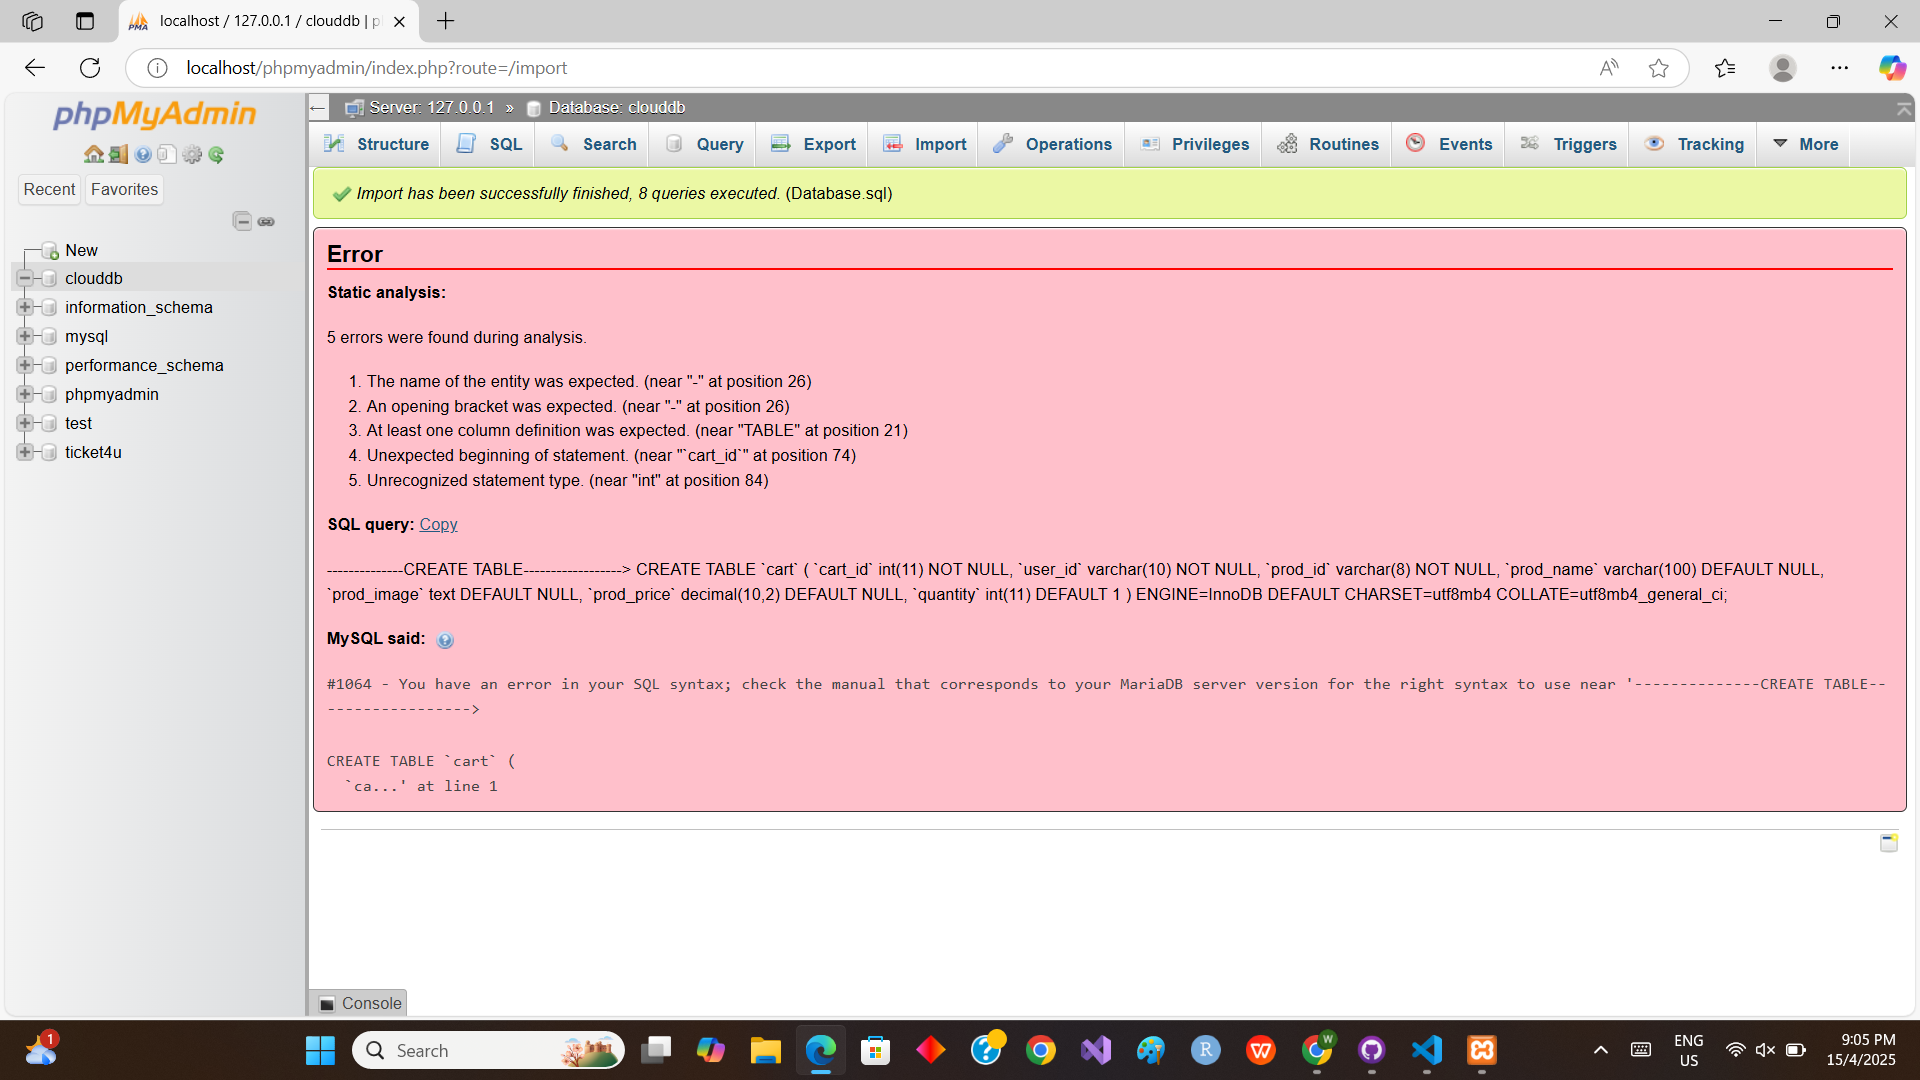 localhost / 127.0.0.1 / clouddb | p
localhost/phpmyadmin/index.php?route=/import
phpMyAdmin
Recent
Favorites
New
clouddb
information_schema
mysql
performance_schema
phpmyadmin
test
ticket4u
Server: 127.0.0.1 » Database: clouddb
Structure
SQL
Search
Query
Export
Import
Operations
Privileges
Routines
Events
Triggers
Tracking
More
Import has been successfully finished, 8 queries executed. (Database.sql)
Error
Static analysis:
5 errors were found during analysis.
1. The name of the entity was expected. (near "-" at position 26)
2. An opening bracket was expected. (near "-" at position 26)
3. At least one column definition was expected. (near "TABLE" at position 21)
4. Unexpected beginning of statement. (near "`cart_id`" at position 74)
5. Unrecognized statement type. (near "int" at position 84)
SQL query: Copy
--------------CREATE TABLE------------------> CREATE TABLE `cart` ( `cart_id` int(11) NOT NULL, `user_id` varchar(10) NOT NULL, `prod_id` varchar(8) NOT NULL, `prod_name` varchar(100) DEFAULT NULL,
`prod_image` text DEFAULT NULL, `prod_price` decimal(10,2) DEFAULT NULL, `quantity` int(11) DEFAULT 1 ) ENGINE=InnoDB DEFAULT CHARSET=utf8mb4 COLLATE=utf8mb4_general_ci;
MySQL said:
#1064 - You have an error in your SQL syntax; check the manual that corresponds to your MariaDB server version for the right syntax to use near '--------------CREATE TABLE--
---------------->
CREATE TABLE `cart` (
`ca...' at line 1
Console
1
Search
W
ENG
US
9:05 PM
15/4/2025